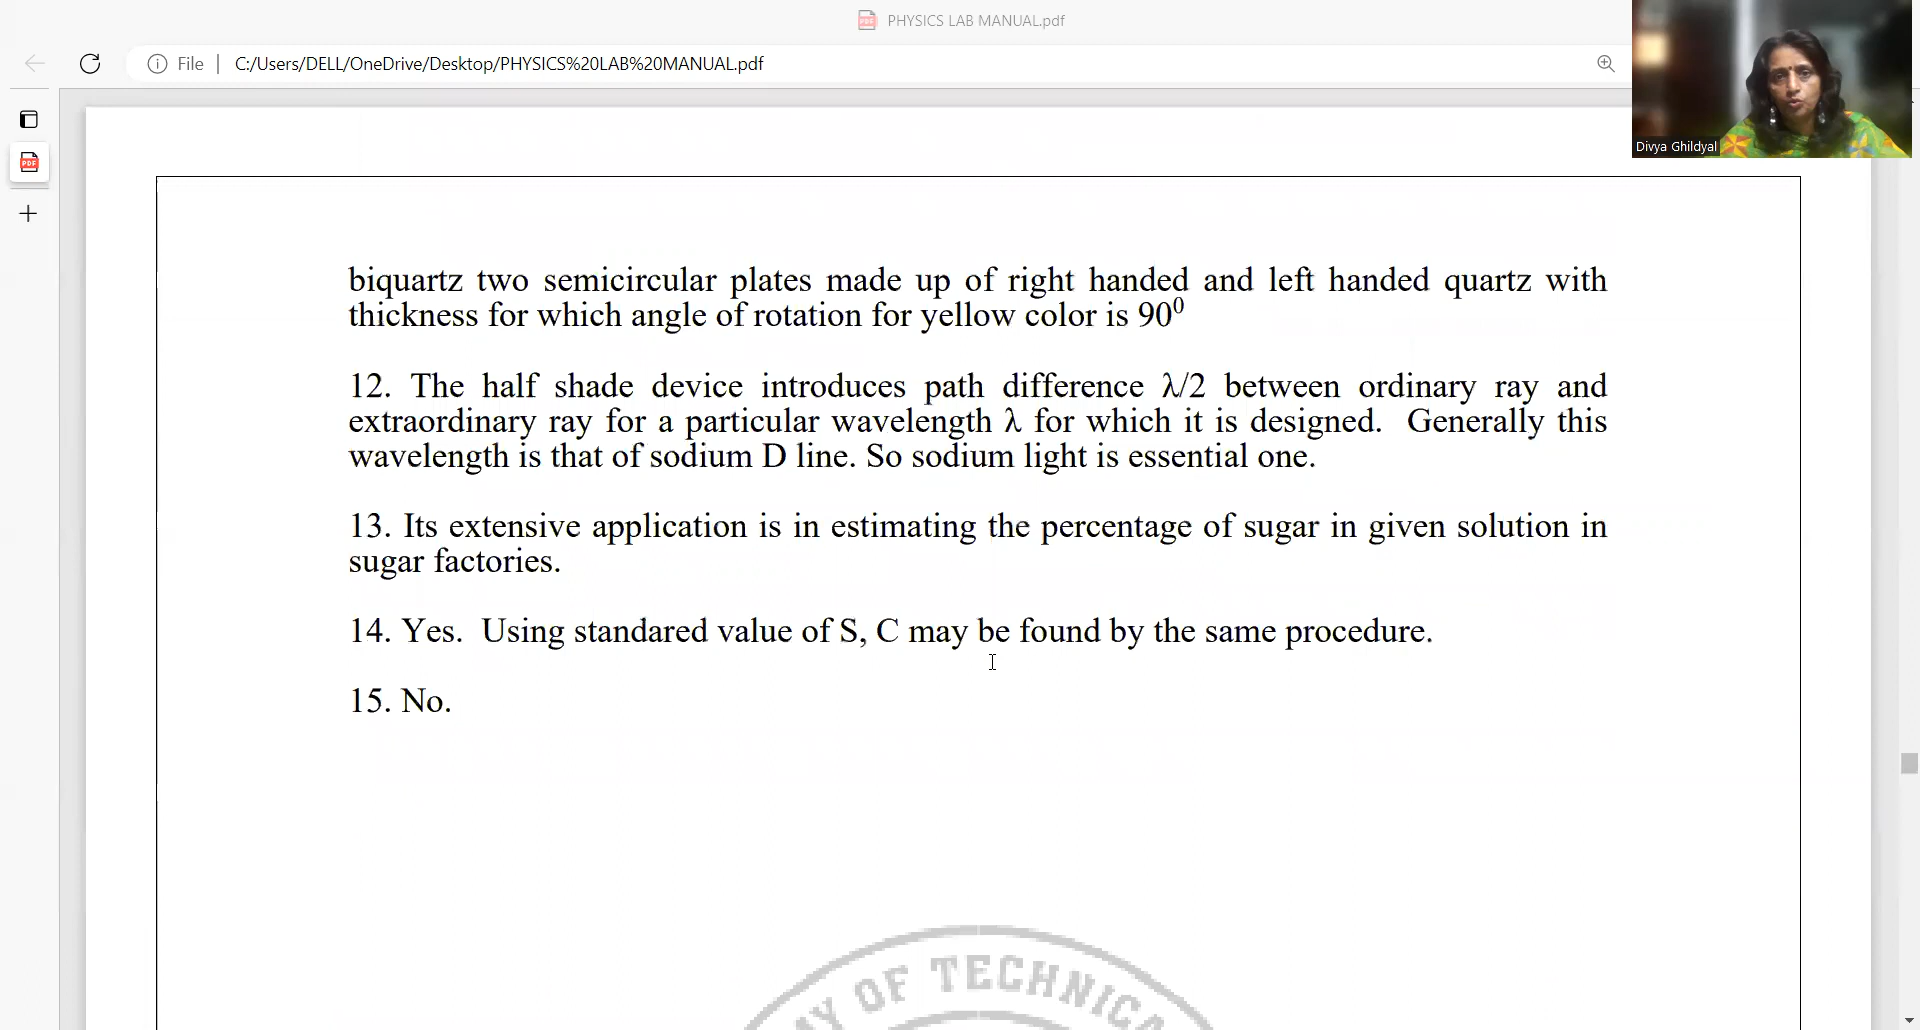 PHYSICS LAB MANUAL.pdf
File
C:/Users/DELL/OneDrive/Desktop/PHYSICS%20LAB%20MANUAL.pdf
Divya Ghildyal
biquartz two semicircular plates made up of right handed and left handed quartz with
thickness for which angle of rotation for yellow color is 90⁰
12. The half shade device introduces path difference λ/2 between ordinary ray and
extraordinary ray for a particular wavelength λ for which it is designed. Generally this
wavelength is that of sodium D line. So sodium light is essential one.
13. Its extensive application is in estimating the percentage of sugar in given solution in
sugar factories.
14. Yes. Using standared value of S, C may be found by the same procedure.
15. No.
OF TECHNIC